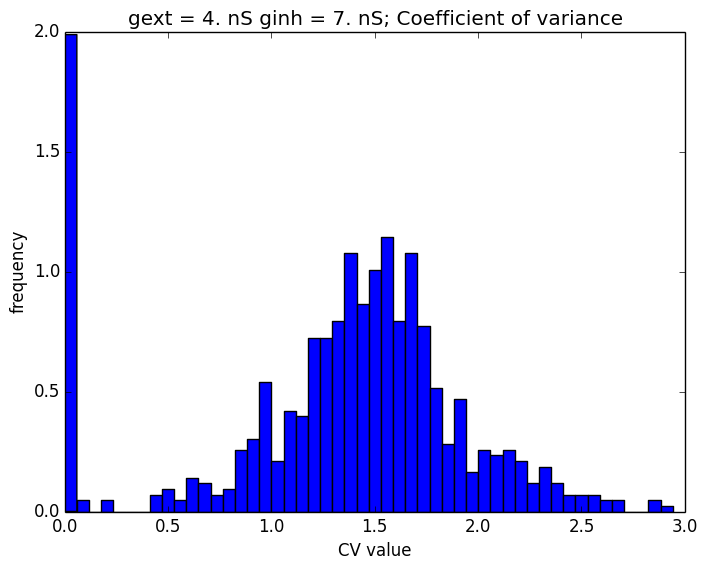 gext = 4. nS ginh = 7. nS; Coefficient of variance
2.0
1.5
1.0
0.5
0.0
frequency
0.0 0.5 1.0 1.5 2.0 2.5 3.0
CV value